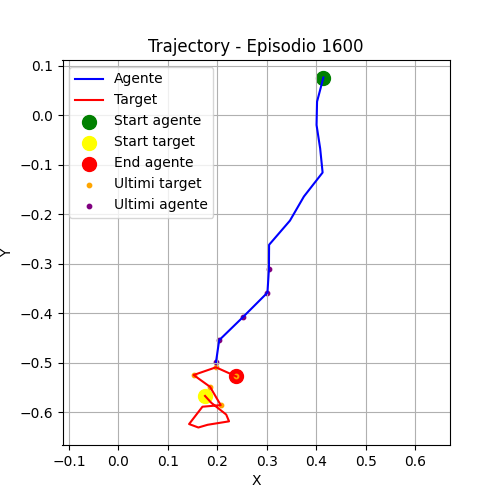 Trajectory - Episodio 1600
Agente
Target
Start agente
Start target
End agente
Ultimi target
Ultimi agente
Y
0.1
0.0
−0.1
−0.2
−0.3
−0.4
−0.5
−0.6
−0.1 0.0 0.1 0.2 0.3 0.4 0.5 0.6
X